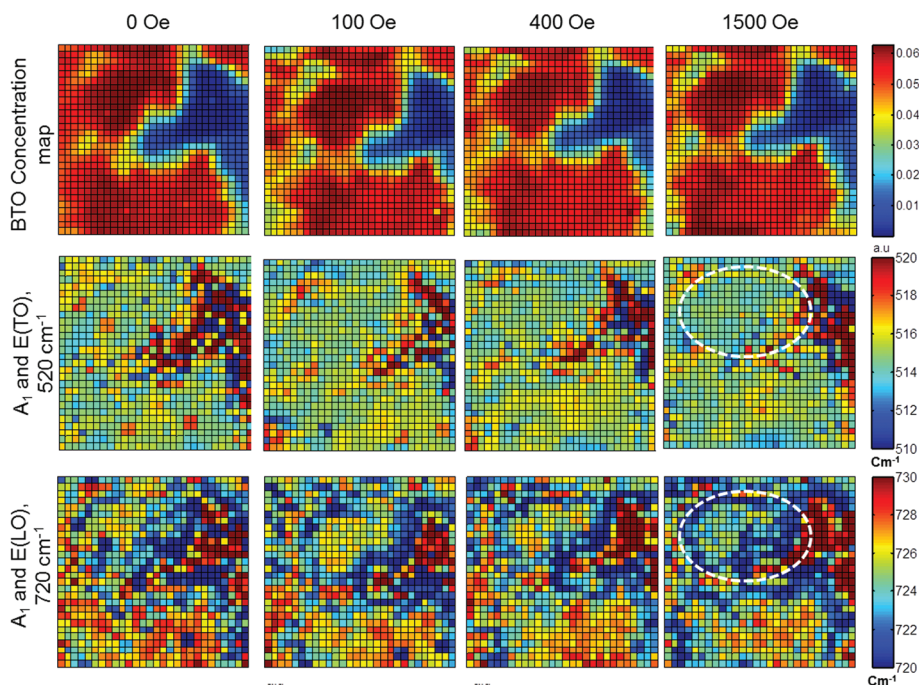 0 Oe 100 Oe 400 Oe 1500 Oe
BTO Concentration
map
0.06
0.05
0.04
0.03
0.02
0.01
a.u
A₁ and E(TO),
520 cm⁻¹
520
518
516
514
512
510
Cm⁻¹
A₁ and E(LO),
720 cm⁻¹
730
728
726
724
722
720
Cm⁻¹